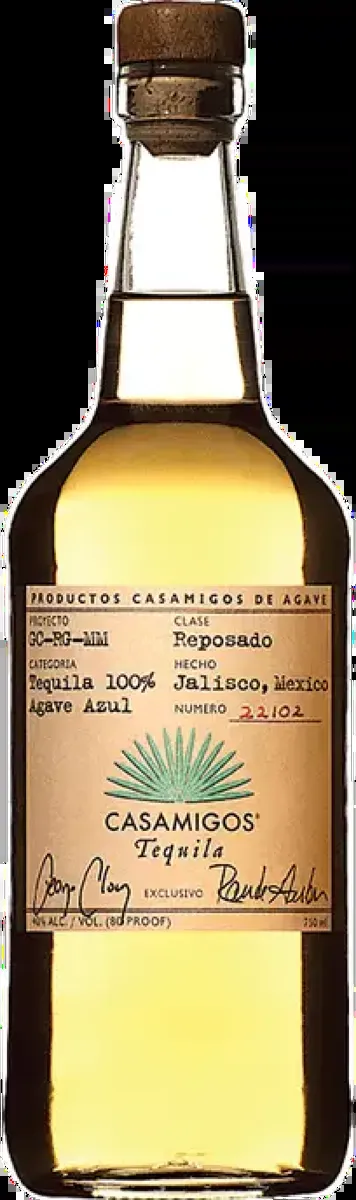 PRODUCTOS CASAMIGOS DE AGAVE
PROYECTO CLASE
GC-RG-MM Reposado
CATEGORIA HECHO
Tequila 100% Jalisco, Mexico
Agave Azul NUMERO 22102
CASAMIGOS®
Tequila
EXCLUSIVO
40% ALC. / VOL. (80 PROOF) 750 ml